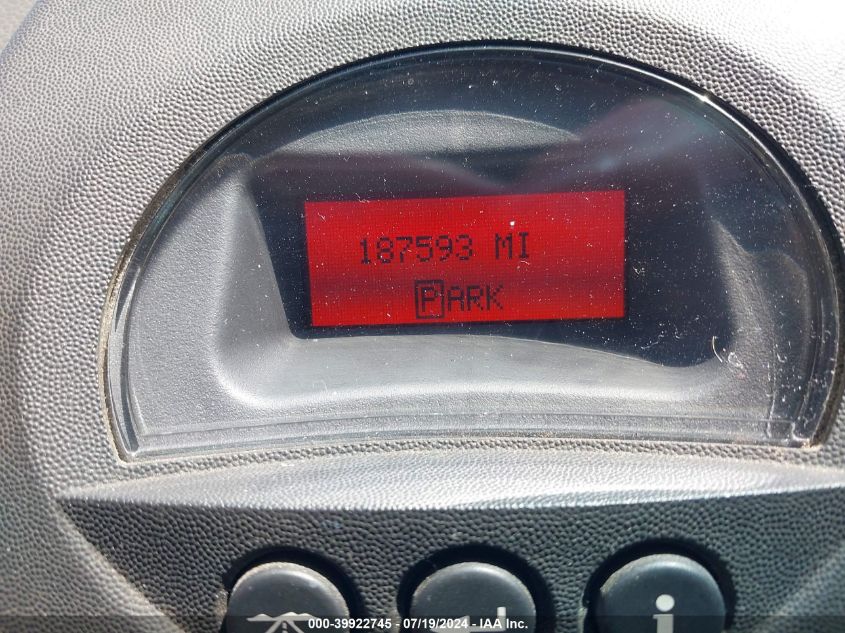 187593 MI
PARK
i
000-39922745 - 07/19/2024 - IAA Inc.